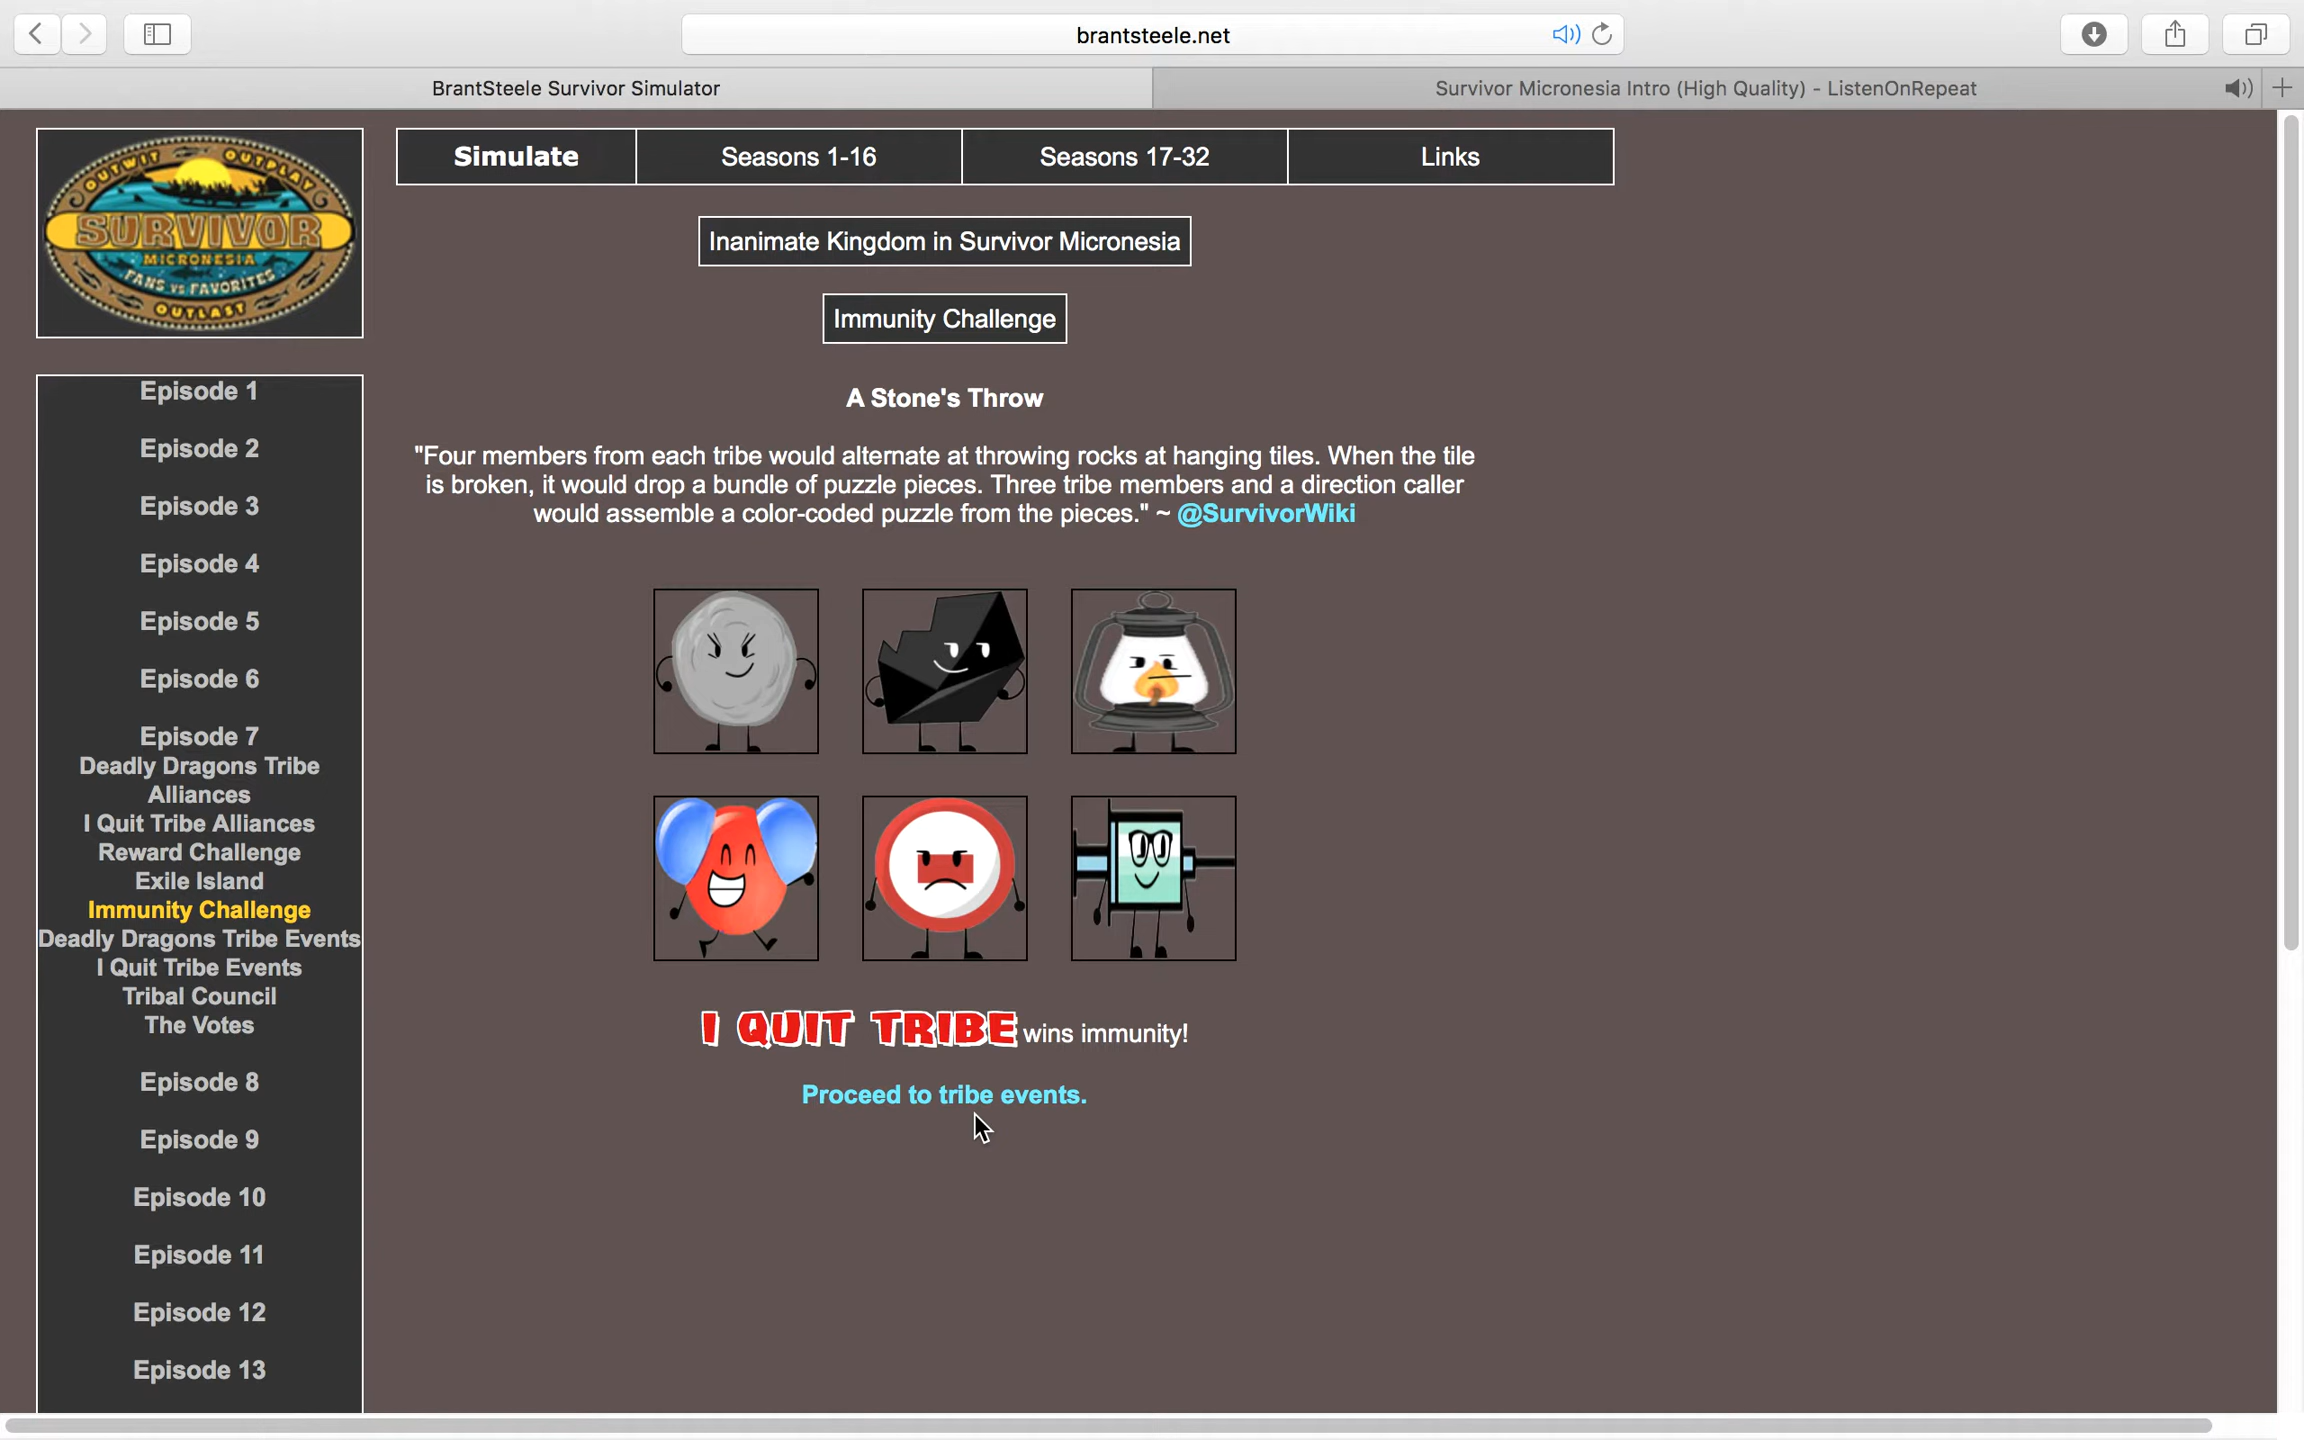 brantsteele.net
BrantSteele Survivor Simulator
Survivor Micronesia Intro (High Quality) - ListenOnRepeat
OUTWIT OUTPLAY
SURVIVOR
MICRONESIA
FANS vs FAVORITES
OUTLAST
Simulate
Seasons 1-16
Seasons 17-32
Links
Inanimate Kingdom in Survivor Micronesia
Immunity Challenge
A Stone's Throw
"Four members from each tribe would alternate at throwing rocks at hanging tiles. When the tile
is broken, it would drop a bundle of puzzle pieces. Three tribe members and a direction caller
would assemble a color-coded puzzle from the pieces." ~ @SurvivorWiki
I QUIT TRIBE wins immunity!
Proceed to tribe events.
Episode 1
Episode 2
Episode 3
Episode 4
Episode 5
Episode 6
Episode 7
Deadly Dragons Tribe
Alliances
I Quit Tribe Alliances
Reward Challenge
Exile Island
Immunity Challenge
Deadly Dragons Tribe Events
I Quit Tribe Events
Tribal Council
The Votes
Episode 8
Episode 9
Episode 10
Episode 11
Episode 12
Episode 13